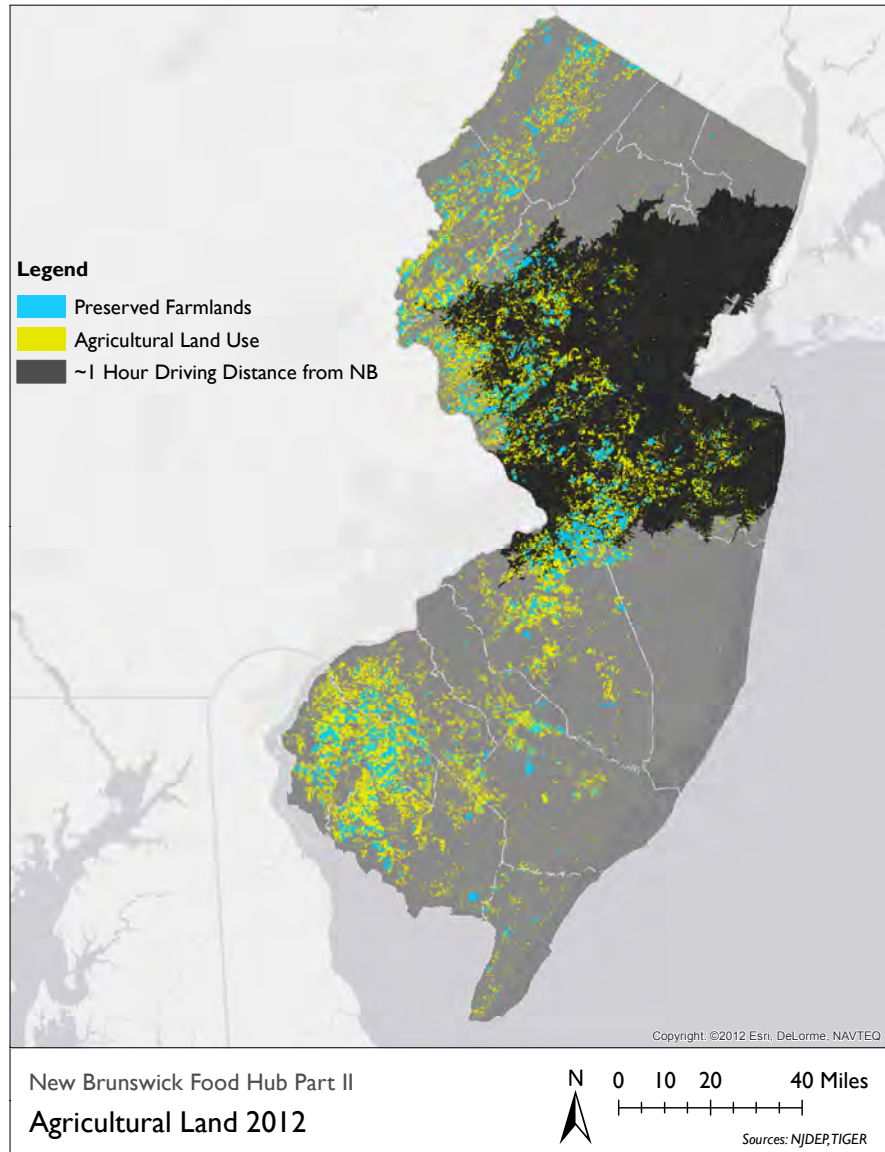 Legend
Preserved Farmlands
Agricultural Land Use
~1 Hour Driving Distance from NB
Copyright: ©2012 Esri, DeLorme, NAVTEQ
New Brunswick Food Hub Part II
Agricultural Land 2012
N
0 10 20 40 Miles
Sources: NJDEP, TIGER